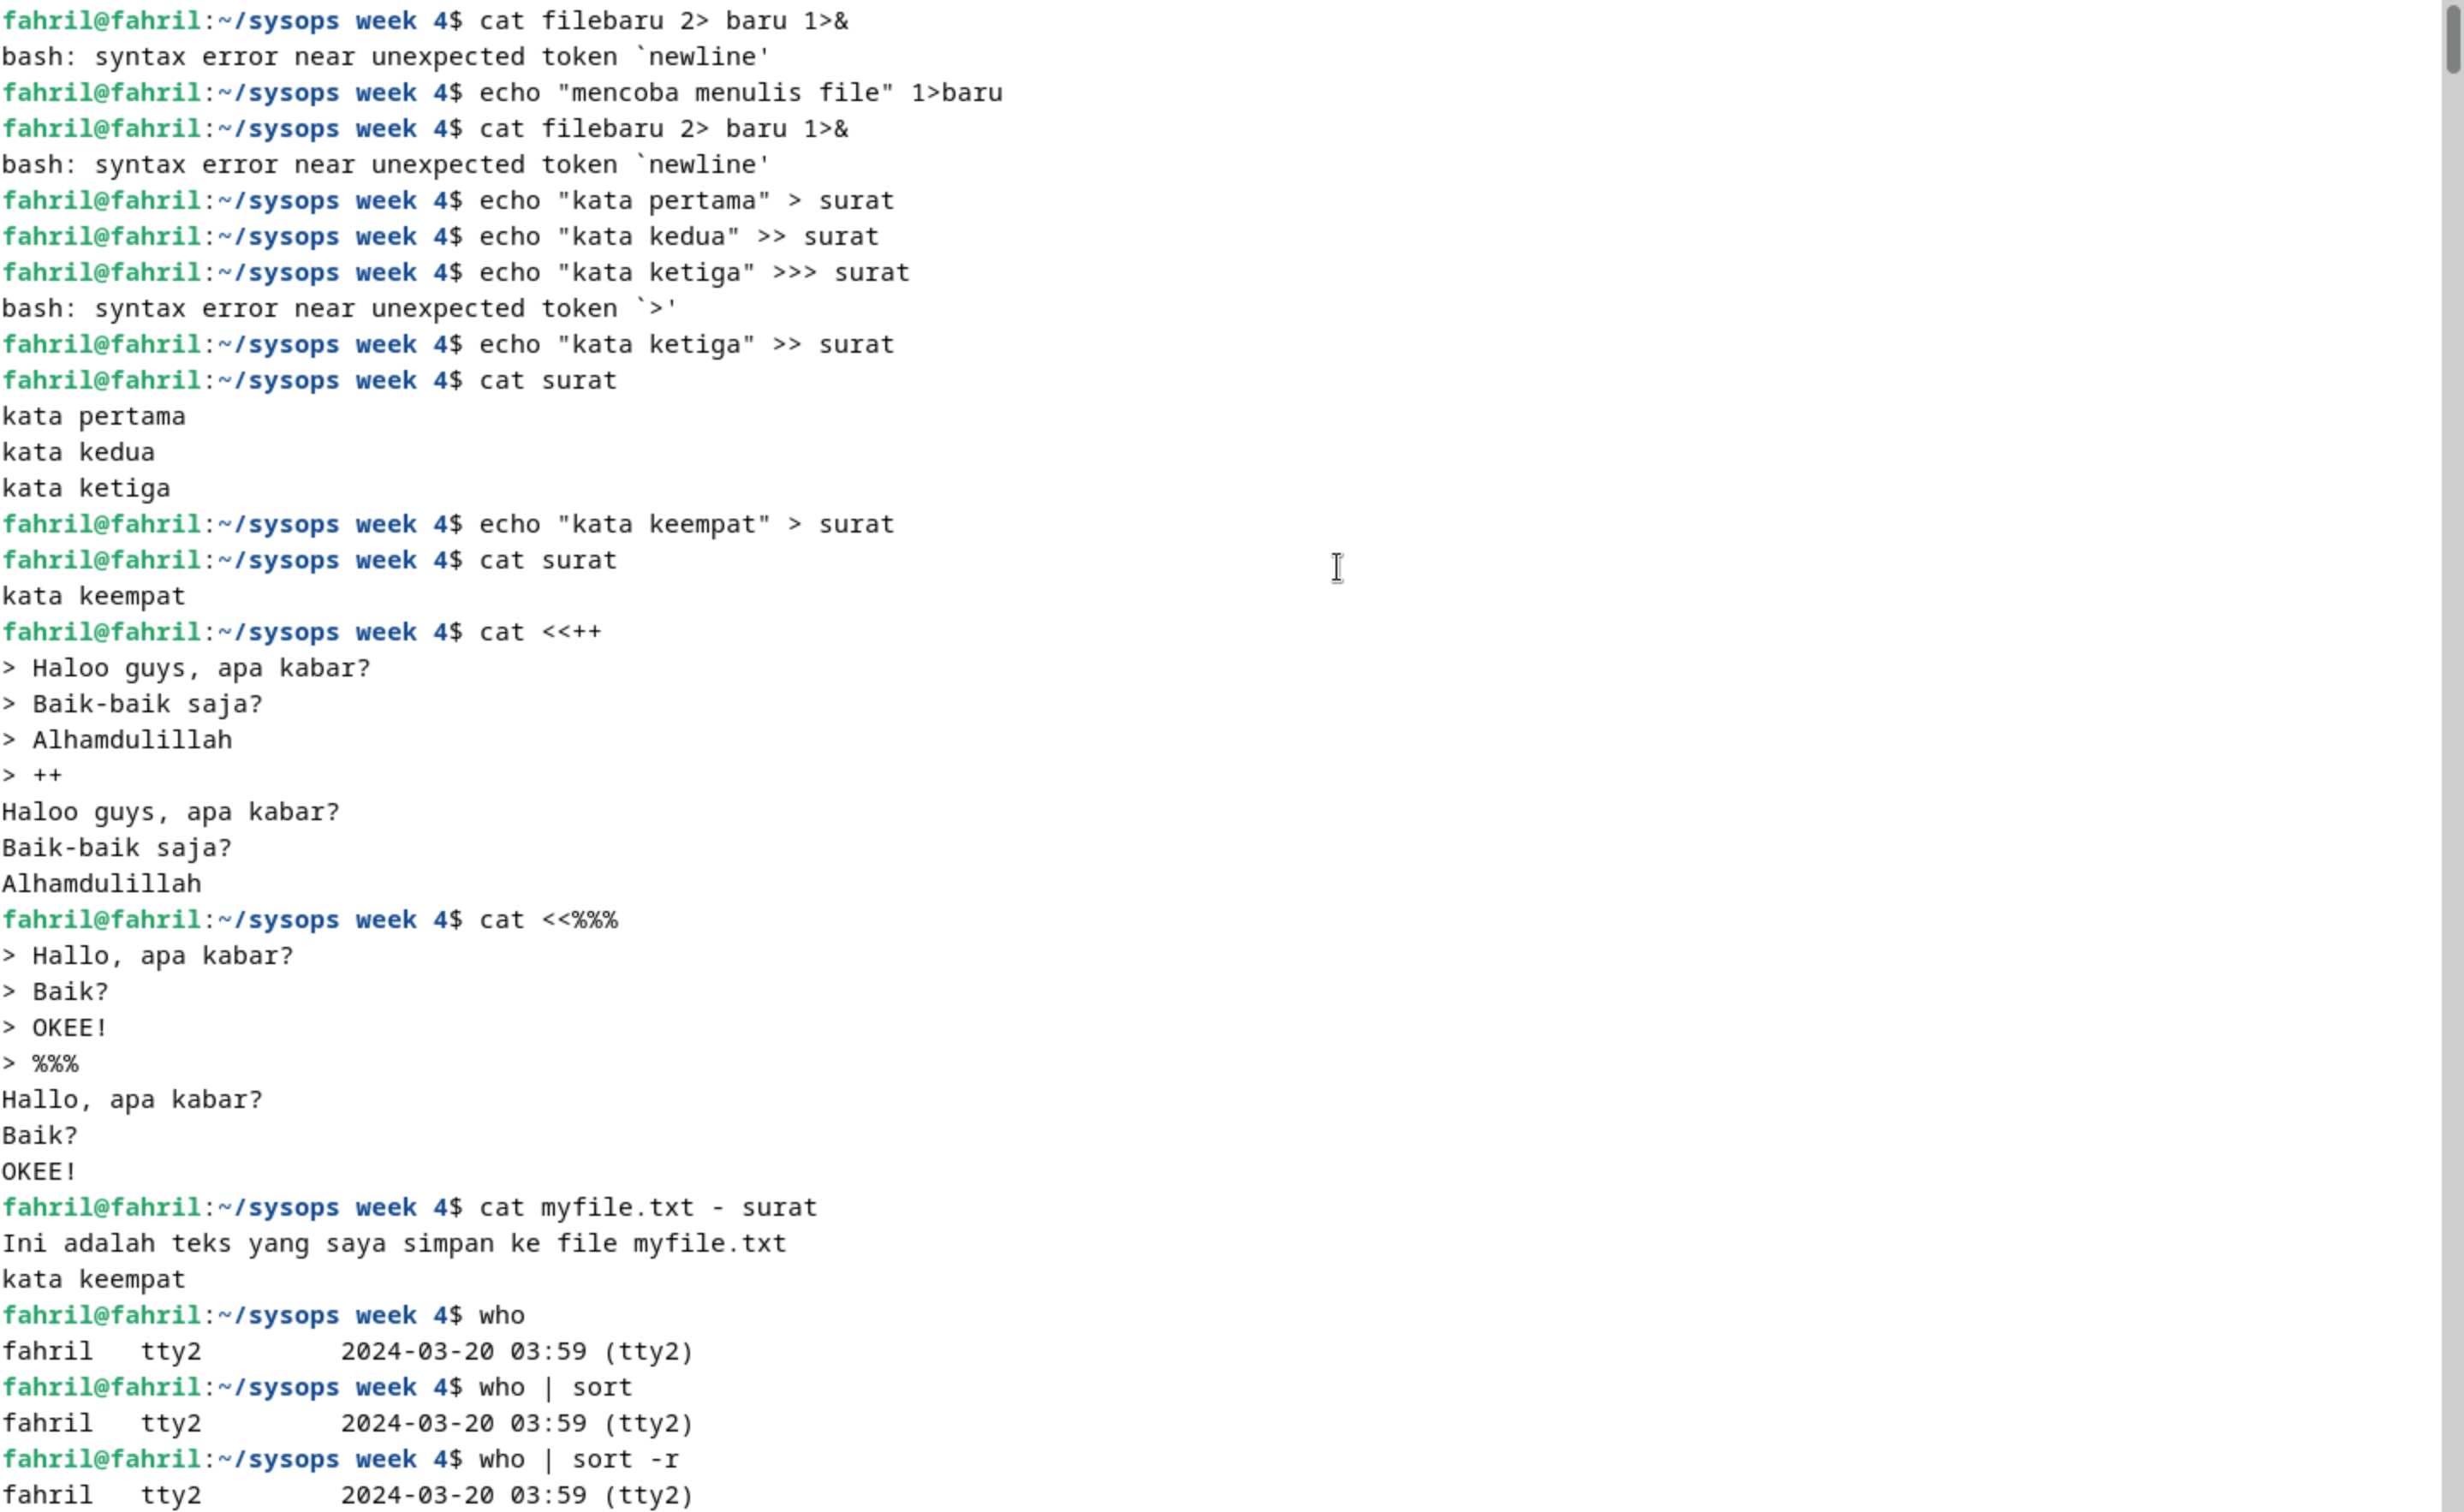 fahril@fahril:~/sysops week 4$ cat filebaru 2> baru 1>&
bash: syntax error near unexpected token `newline'
fahril@fahril:~/sysops week 4$ echo "mencoba menulis file" 1>baru
fahril@fahril:~/sysops week 4$ cat filebaru 2> baru 1>&
bash: syntax error near unexpected token `newline'
fahril@fahril:~/sysops week 4$ echo "kata pertama" > surat
fahril@fahril:~/sysops week 4$ echo "kata kedua" >> surat
fahril@fahril:~/sysops week 4$ echo "kata ketiga" >>> surat
bash: syntax error near unexpected token `>'
fahril@fahril:~/sysops week 4$ echo "kata ketiga" >> surat
fahril@fahril:~/sysops week 4$ cat surat
kata pertama
kata kedua
kata ketiga
fahril@fahril:~/sysops week 4$ echo "kata keempat" > surat
fahril@fahril:~/sysops week 4$ cat surat
kata keempat
fahril@fahril:~/sysops week 4$ cat <<++
> Haloo guys, apa kabar?
> Baik-baik saja?
> Alhamdulillah
> ++
Haloo guys, apa kabar?
Baik-baik saja?
Alhamdulillah
fahril@fahril:~/sysops week 4$ cat <<%%%
> Hallo, apa kabar?
> Baik?
> OKEE!
> %%%
Hallo, apa kabar?
Baik?
OKEE!
fahril@fahril:~/sysops week 4$ cat myfile.txt - surat
Ini adalah teks yang saya simpan ke file myfile.txt
kata keempat
fahril@fahril:~/sysops week 4$ who
fahril   tty2         2024-03-20 03:59 (tty2)
fahril@fahril:~/sysops week 4$ who | sort
fahril   tty2         2024-03-20 03:59 (tty2)
fahril@fahril:~/sysops week 4$ who | sort -r
fahril   tty2         2024-03-20 03:59 (tty2)